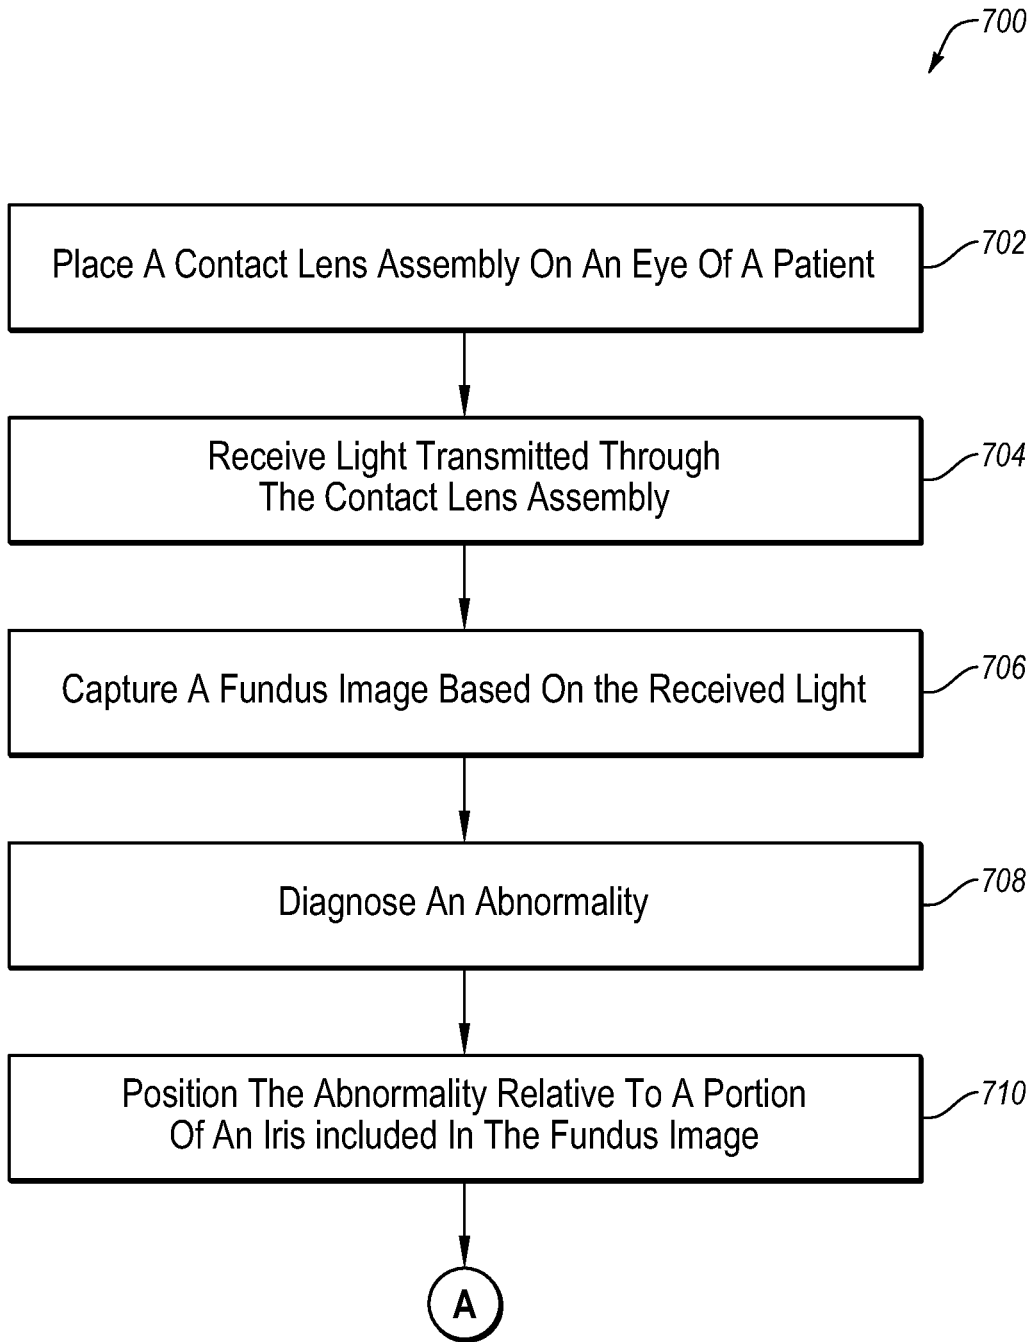 700
Place A Contact Lens Assembly On An Eye Of A Patient
702
Receive Light Transmitted Through
The Contact Lens Assembly
704
Capture A Fundus Image Based On the Received Light
706
Diagnose An Abnormality
708
Position The Abnormality Relative To A Portion
Of An Iris included In The Fundus Image
710
A